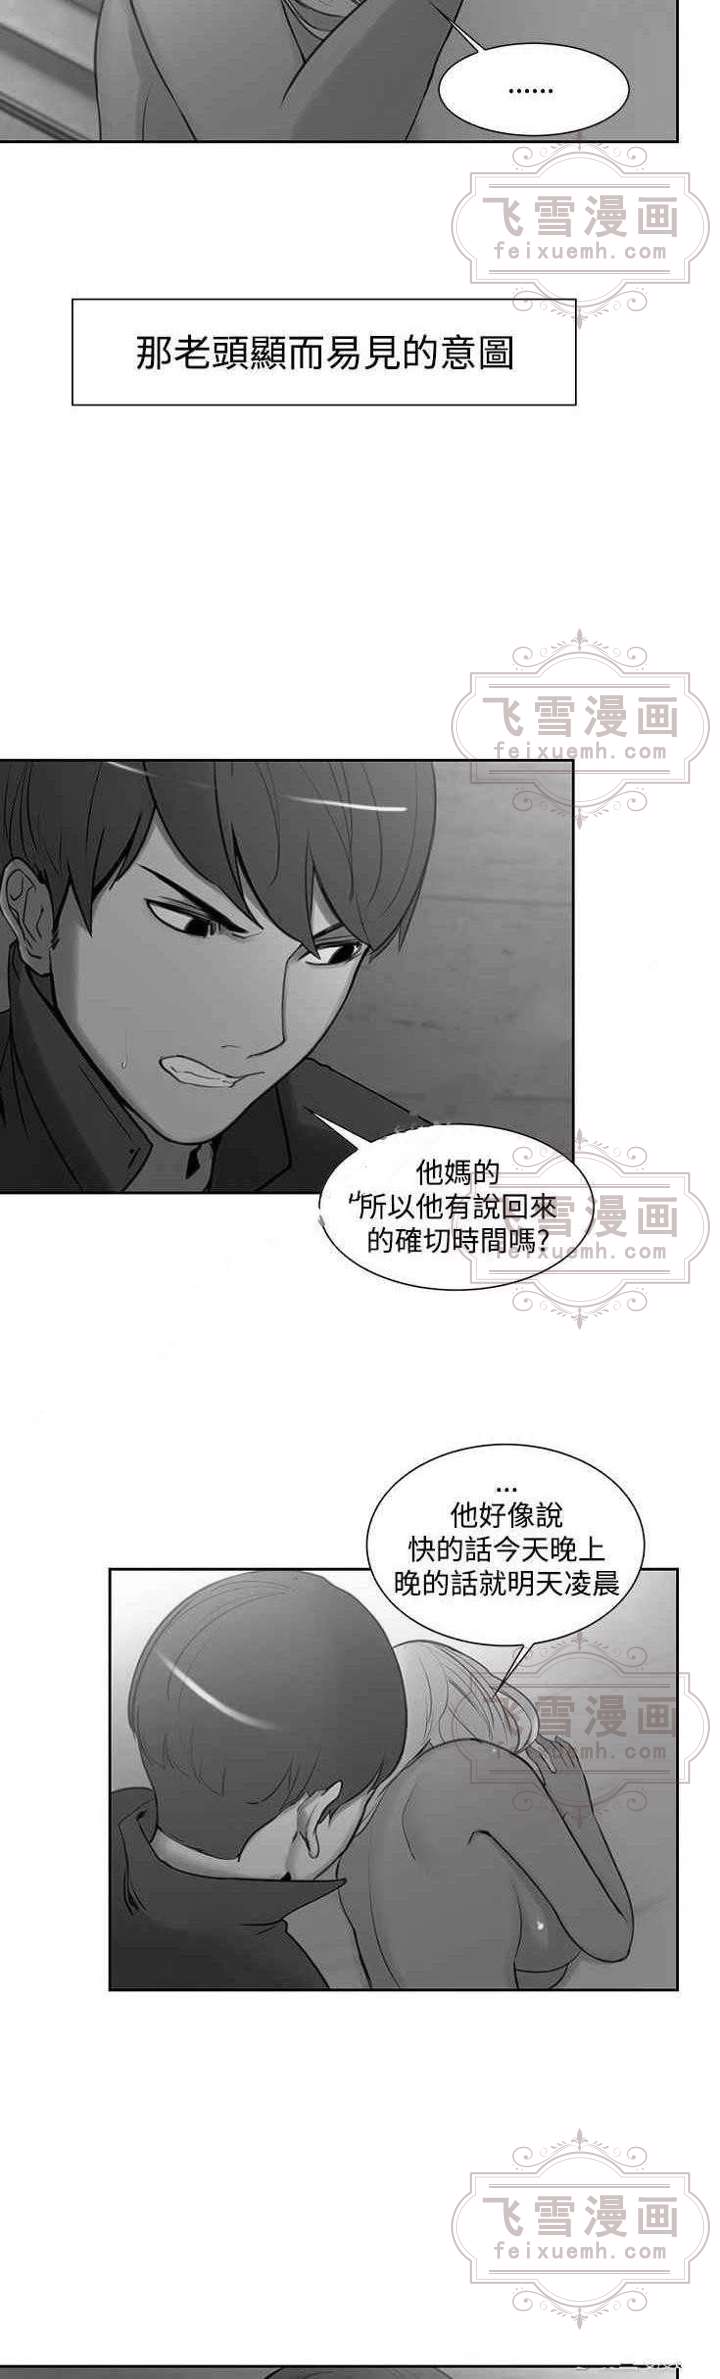 ......
飞雪漫画
feixuemh.com
那老頭顯而易見的意圖
飞雪漫画
feixuemh.com
他媽的
所以他有說回來
的確切時間嗎?
飞雪漫画
feixuemh.com
...
他好像說
快的話今天晚上
晚的話就明天凌晨
飞雪漫画
feixuemh.com
飞雪漫画
feixuemh.com